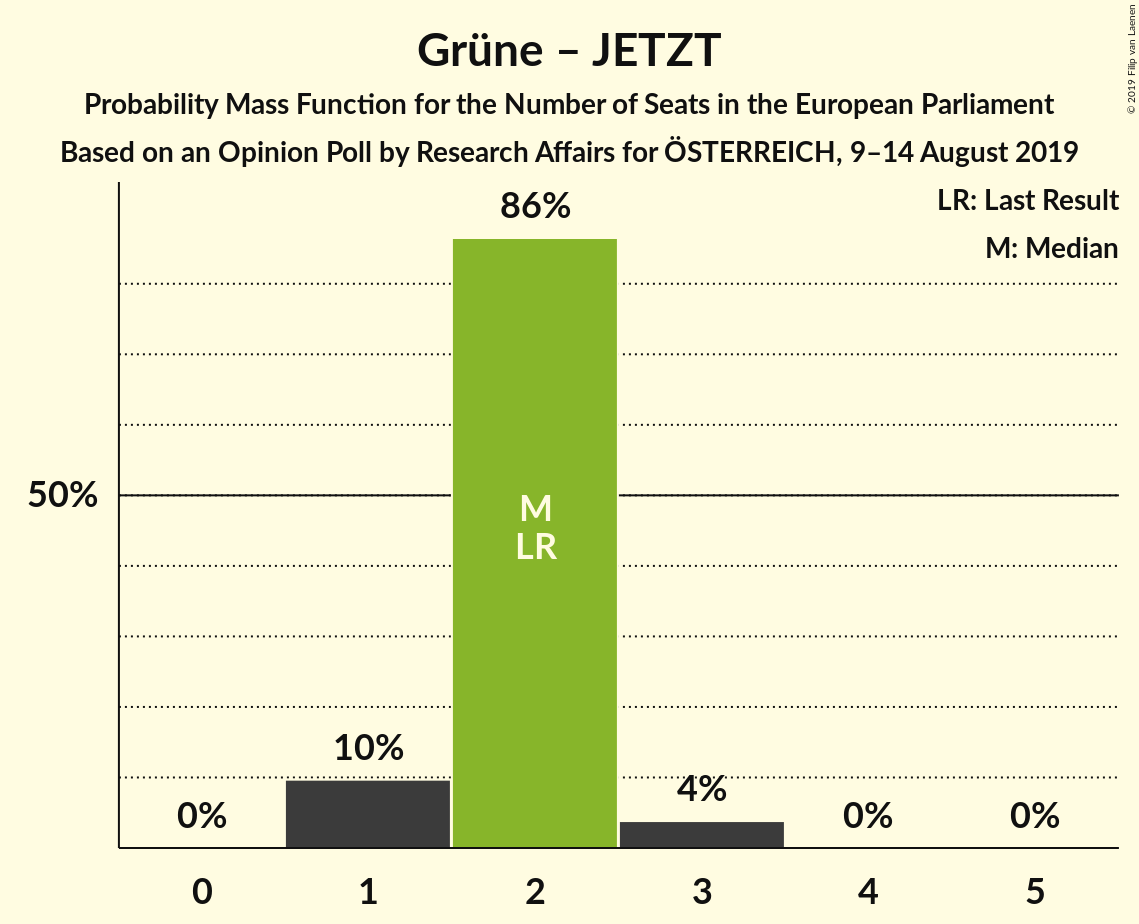 Grüne – JETZT
Probability Mass Function for the Number of Seats in the European Parliament
Based on an Opinion Poll by Research Affairs for ÖSTERREICH, 9–14 August 2019
© 2019 Filip van Laenen
LR: Last Result
M: Median
86%
50%
M
LR
10%
4%
0%
0%
0%
0 1 2 3 4 5